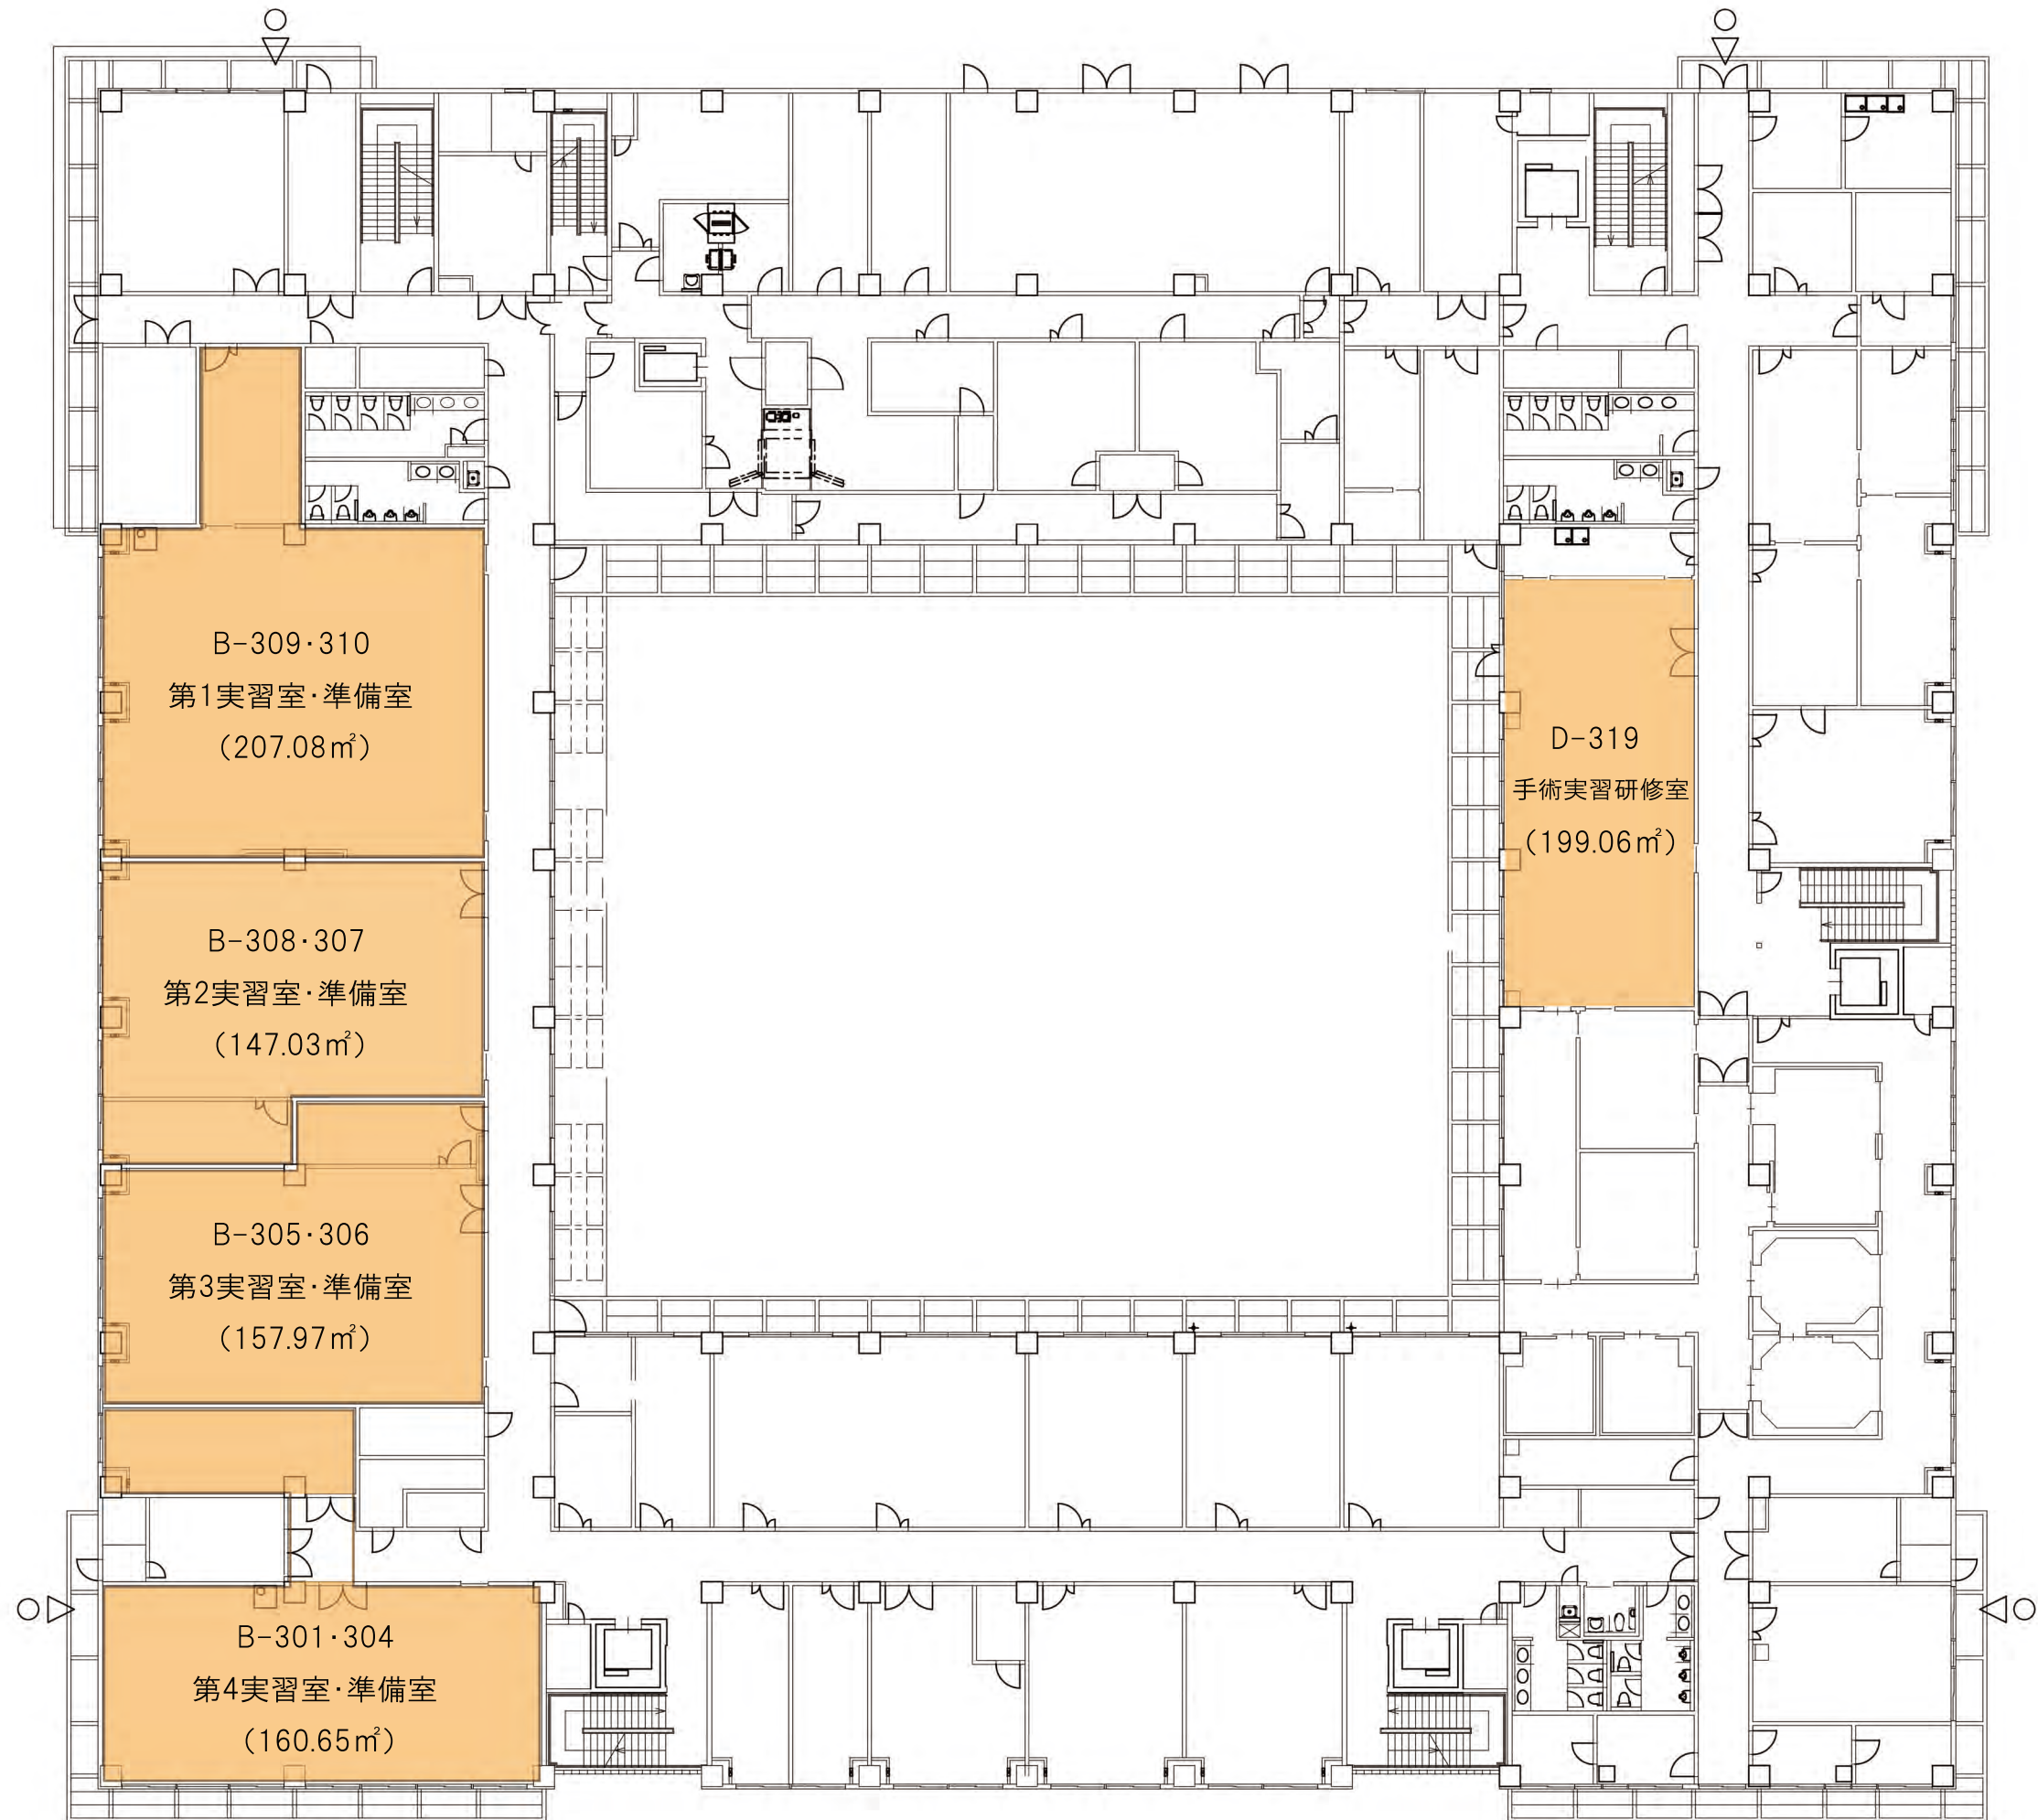 B-309・310
第1実習室・準備室
(207.08㎡)
B-308・307
第2実習室・準備室
(147.03㎡)
B-305・306
第3実習室・準備室
(157.97㎡)
B-301・304
第4実習室・準備室
(160.65㎡)
D-319
手術実習研修室
(199.06㎡)